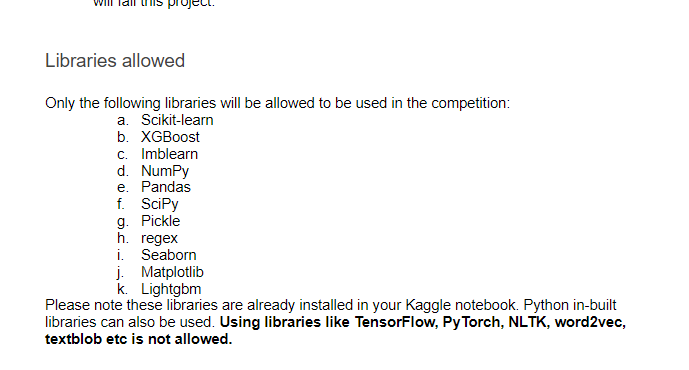 will fail this project.
Libraries allowed
Only the following libraries will be allowed to be used in the competition:
a. Scikit-learn
b. XGBoost
c. Imblearn
d. NumPy
e. Pandas
f. SciPy
g. Pickle
h. regex
i. Seaborn
j. Matplotlib
k. Lightgbm
Please note these libraries are already installed in your Kaggle notebook. Python in-built
libraries can also be used. Using libraries like TensorFlow, PyTorch, NLTK, word2vec,
textblob etc is not allowed.